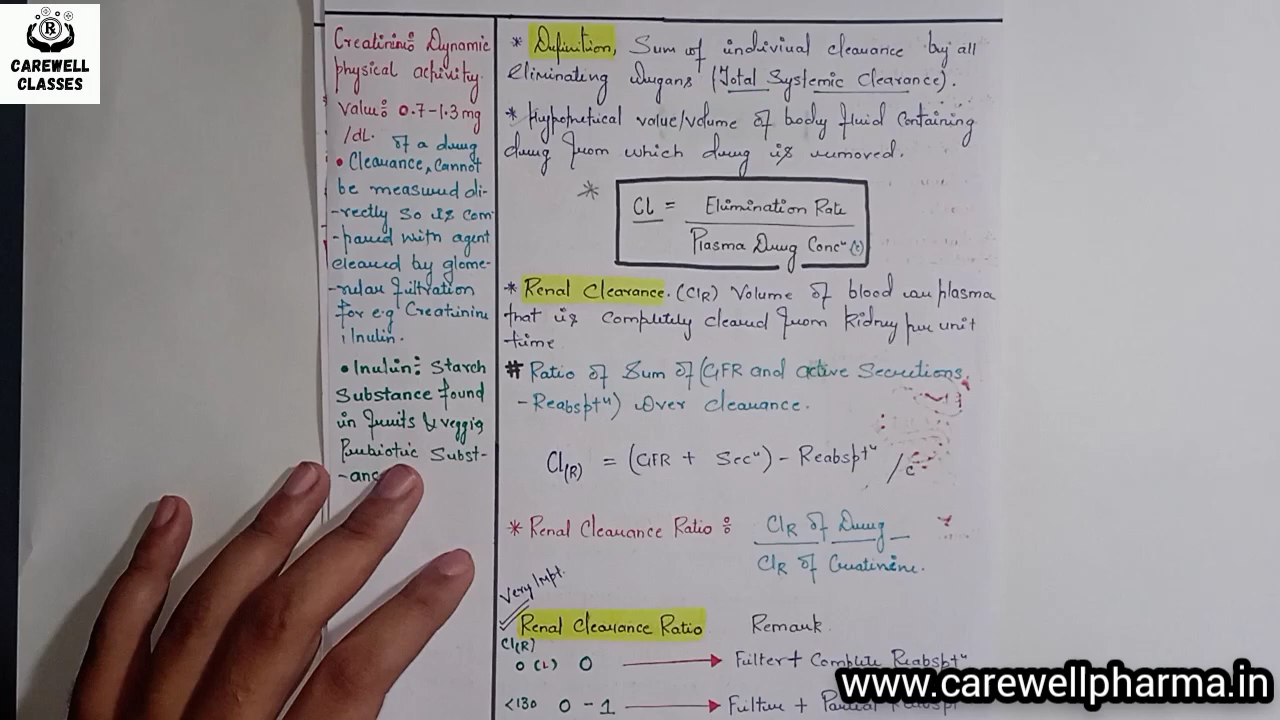 CAREWELL
CLASSES
Creatinine: Dynamic
physical activity.
Value: 0.7-1.3 mg
/dL.
of a drug
• Clearance, cannot
be measured di-
-rectly so is com
-pared with agent
cleared by glome-
-rular filtration
for e.g Creatinine
, Inulin.
• Inulin: Starch
Substance found
in fruits & veggis
Prebiotic Subst-
-anc
* Definition, Sum of indiviual clearance by all
eliminating organs (Total Systemic Clearance).
* Hypothetical value/volume of body fluid containing
drug from which drug is removed.
* CL = Elimination Rate
Plasma Drug Concⁿ (c)
* Renal Clearance. (ClR) Volume of blood or plasma
that is completely cleared from kidney per unit
time
# Ratio of Sum of (GFR and active Secretions,
-Reabsptⁿ) Over clearance.
Cl(R) = (GFR + Secⁿ) - Reabsptⁿ / c
* Renal Clearance Ratio : ClR of Drug
ClR of Creatinine.
Very Impt.
Renal Clearance Ratio Remark
Cl(R)
0 (L) 0 → Filter + Complete Reabsptⁿ
<130 0 - 1 → Filter + Partial Reabspt
www.carewellpharma.in